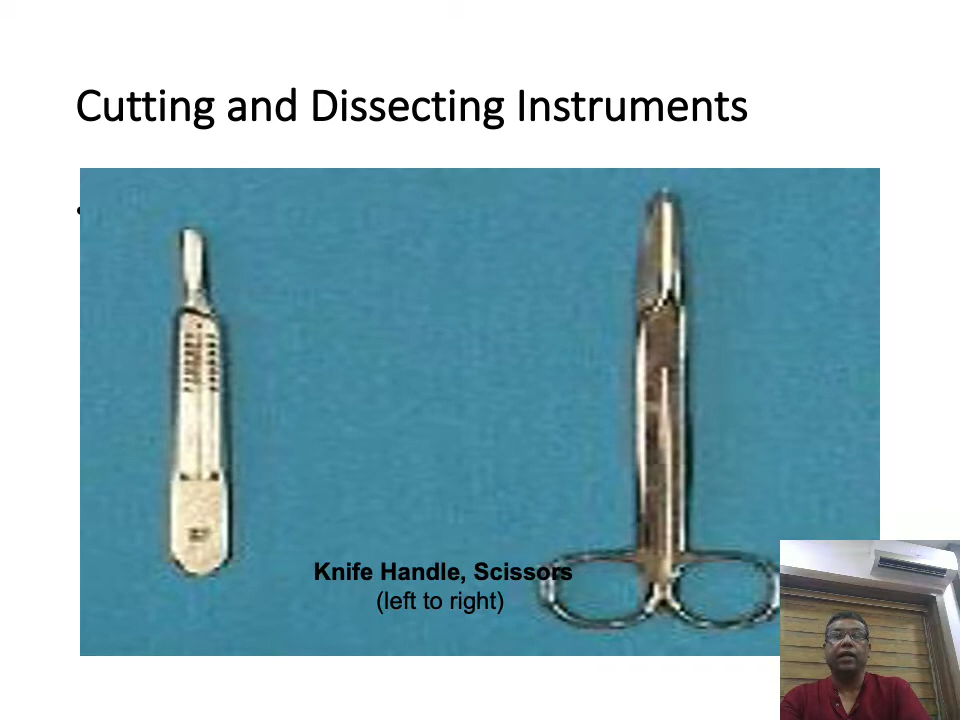 Cutting and Dissecting Instruments
•
Knife Handle, Scissors
(left to right)